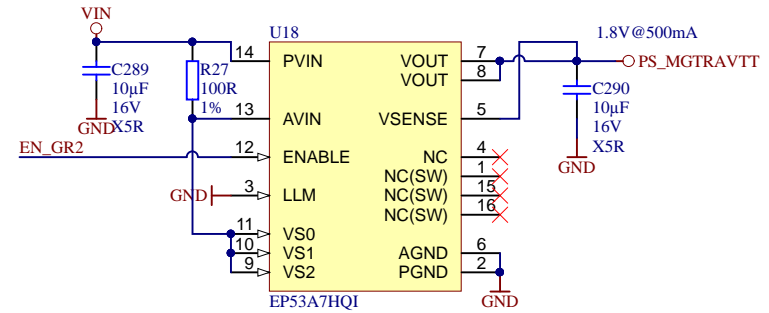 VIN
U18
1.8V@500mA
14 PVIN
VOUT 7
VOUT 8
PS_MGTRAVTT
C289
10µF
16V
X5R
GND
R27
100R
1%
C290
10µF
16V
X5R
GND
13 AVIN
VSENSE 5
EN_GR2
12 ENABLE
NC 4
NC(SW) 1
GND
3 LLM
NC(SW) 15
NC(SW) 16
11 VS0
10 VS1
AGND 6
9 VS2
PGND 2
EP53A7HQI
GND